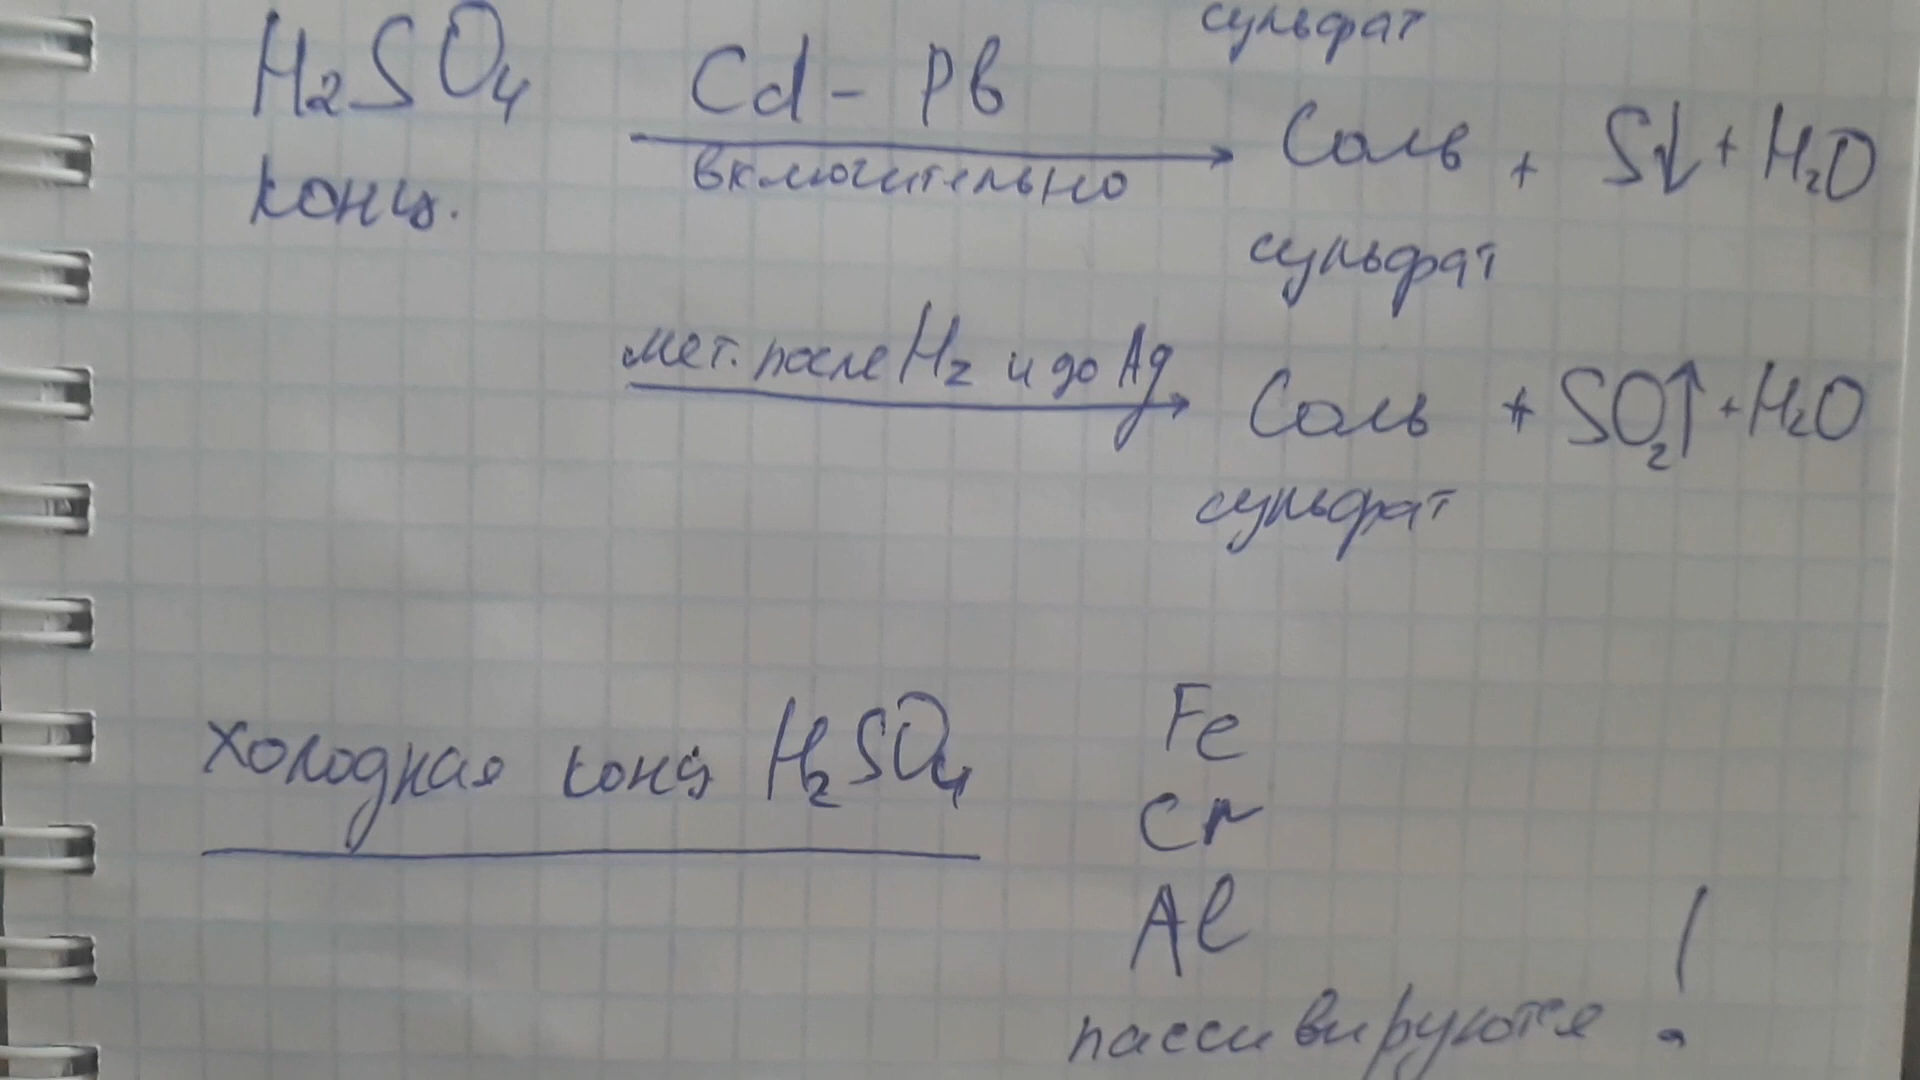 сульфат
H₂SO₄ Cd - Pb Соль + S↓ + H₂O
конц. включительно
сульфат
мет. после H₂ и до Ag Соль + SO₂↑ + H₂O
сульфат
холодная конц H₂SO₄ Fe
Cr
Al
пассивируются !